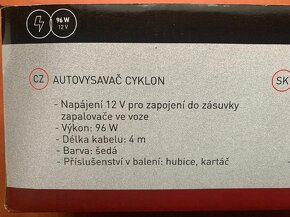 96 W
12 V
CZ AUTOVYSAVAČ CYKLON
SK
- Napájení 12 V pro zapojení do zásuvky
zapalovače ve voze
- Výkon: 96 W
- Délka kabelu: 4 m
- Barva: šedá
- Příslušenství v balení: hubice, kartáč